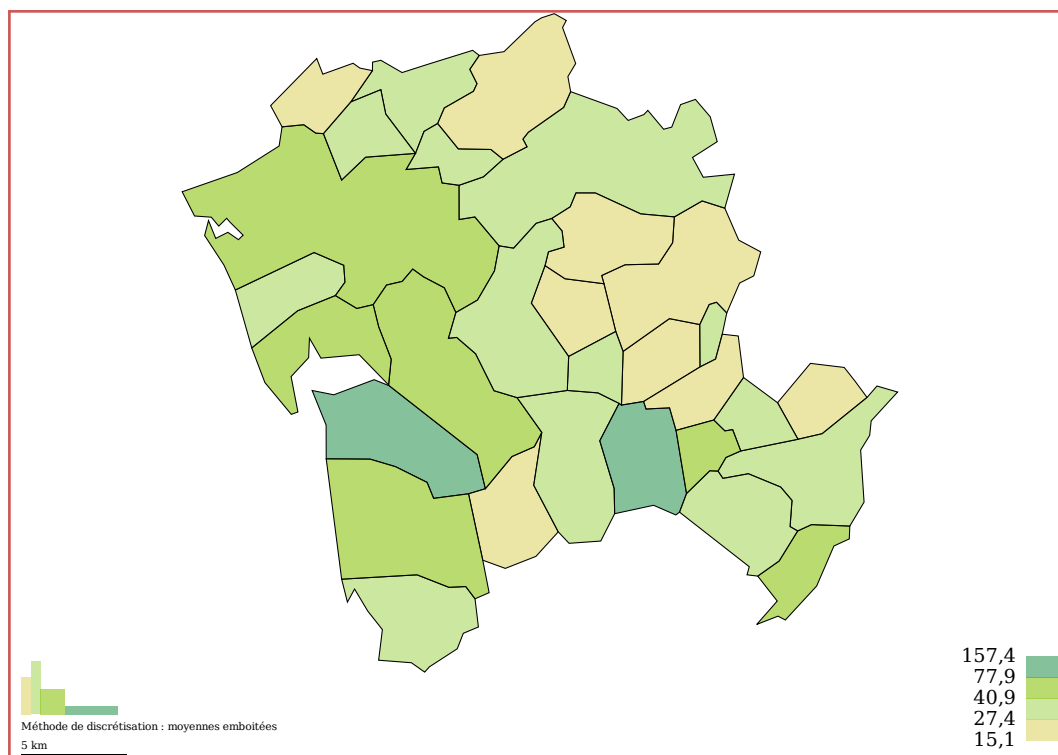 157,4
77,9
40,9
27,4
15,1
Méthode de discrétisation : moyennes emboitées
5 km